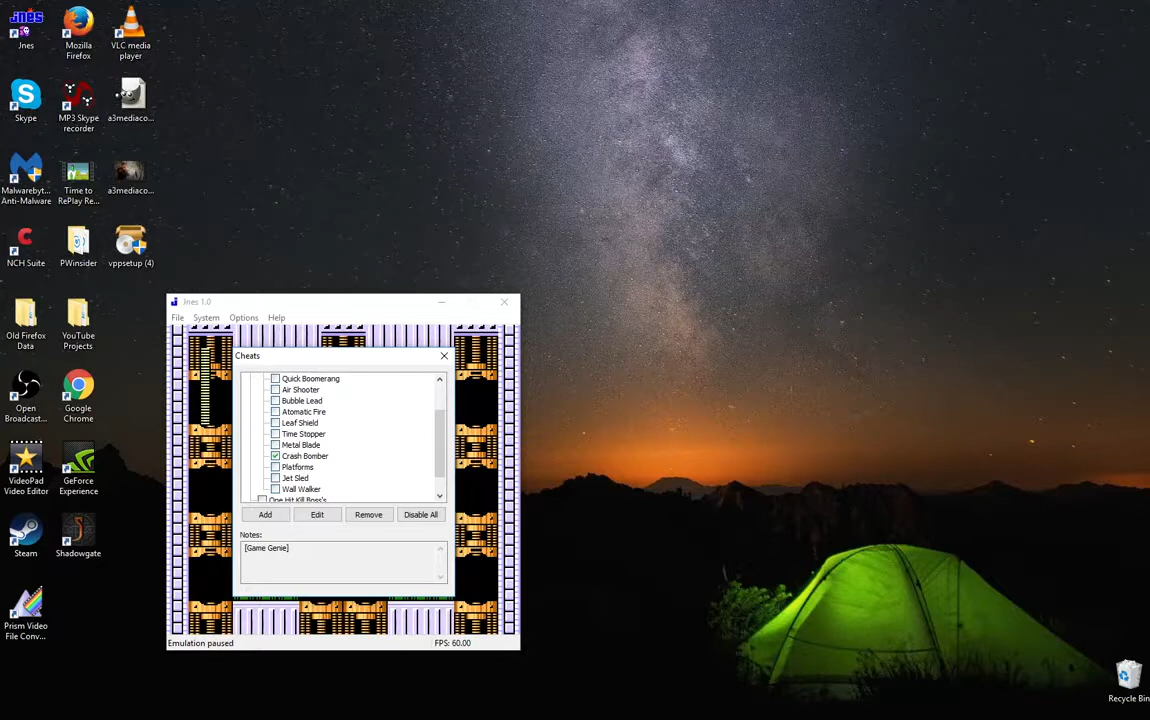 Jnes
Mozilla
Firefox
VLC media
player
Skype
MP3 Skype
recorder
a3mediaco...
Malwarebyt...
Anti-Malware
Time to
RePlay Re...
a3mediaco...
NCH Suite
PWinsider
vppsetup (4)
Old Firefox
Data
YouTube
Projects
Open
Broadcast...
Google
Chrome
VideoPad
Video Editor
GeForce
Experience
Steam
Shadowgate
Prism Video
File Conv...
Jnes 1.0
File System Options Help
Cheats
Quick Boomerang
Air Shooter
Bubble Lead
Atomatic Fire
Leaf Shield
Time Stopper
Metal Blade
Crash Bomber
Platforms
Jet Sled
Wall Walker
One Hit Kill Boss's
Add Edit Remove Disable All
Notes:
[Game Genie]
Emulation paused FPS: 60.00
Recycle Bin